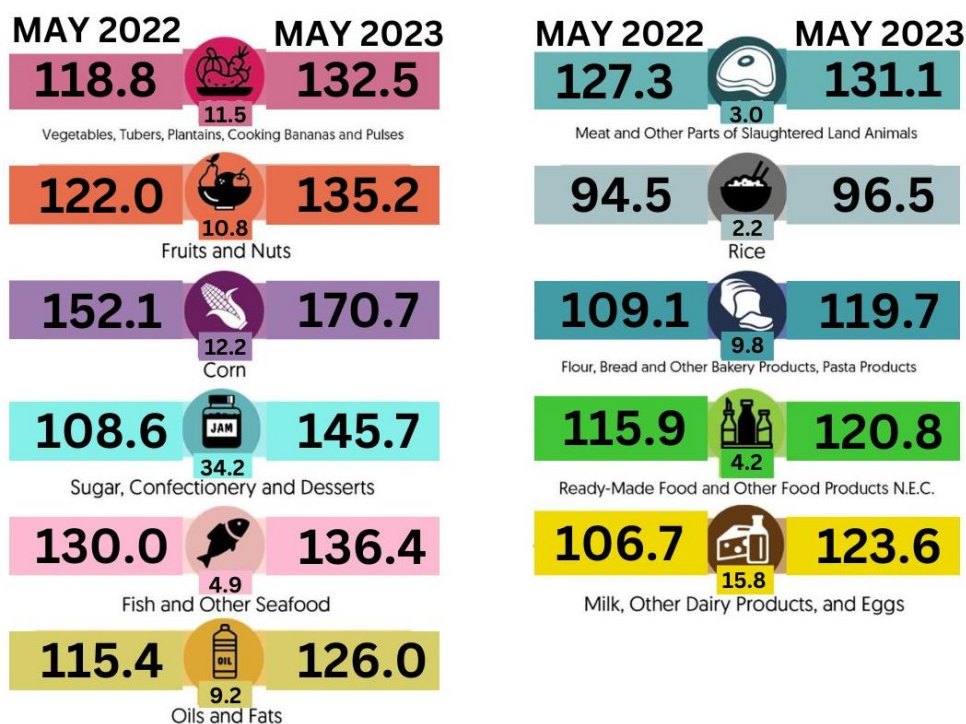 MAY 2022 MAY 2023
118.8 132.5
11.5
Vegetables, Tubers, Plantains, Cooking Bananas and Pulses
122.0 135.2
10.8
Fruits and Nuts
152.1 170.7
12.2
Corn
108.6 JAM 145.7
34.2
Sugar, Confectionery and Desserts
130.0 136.4
4.9
Fish and Other Seafood
115.4 OIL 126.0
9.2
Oils and Fats
MAY 2022 MAY 2023
127.3 131.1
3.0
Meat and Other Parts of Slaughtered Land Animals
94.5 96.5
2.2
Rice
109.1 119.7
9.8
Flour, Bread and Other Bakery Products, Pasta Products
115.9 120.8
4.2
Ready-Made Food and Other Food Products N.E.C.
106.7 123.6
15.8
Milk, Other Dairy Products, and Eggs